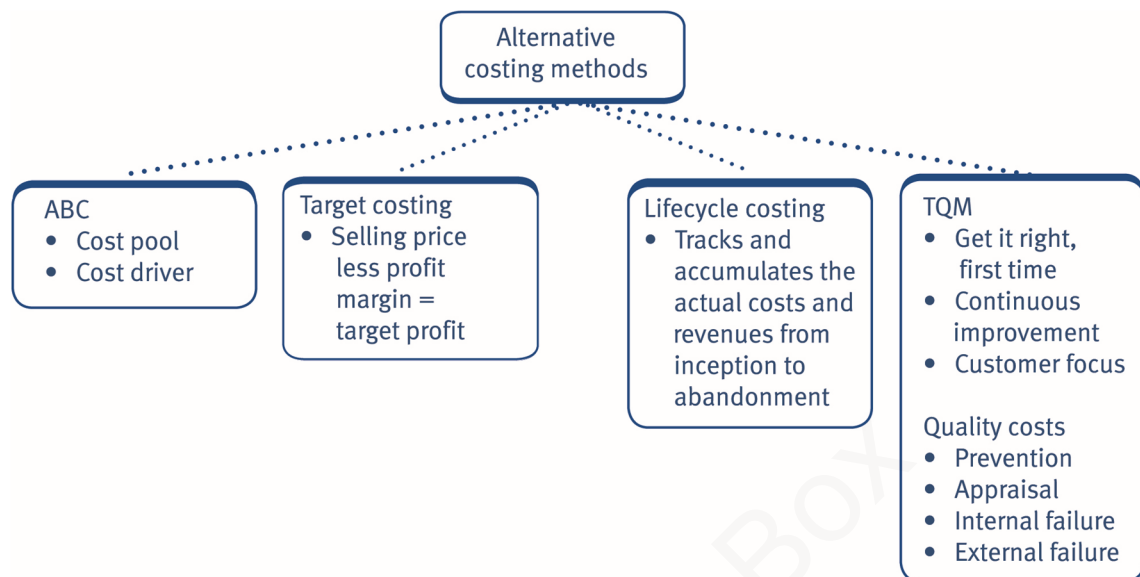 Alternative
costing methods
ABC
• Cost pool
• Cost driver
Target costing
• Selling price
less profit
margin =
target profit
Lifecycle costing
• Tracks and
accumulates the
actual costs and
revenues from
inception to
abandonment
TQM
• Get it right,
first time
• Continuous
improvement
• Customer focus
Quality costs
• Prevention
• Appraisal
• Internal failure
• External failure
Box